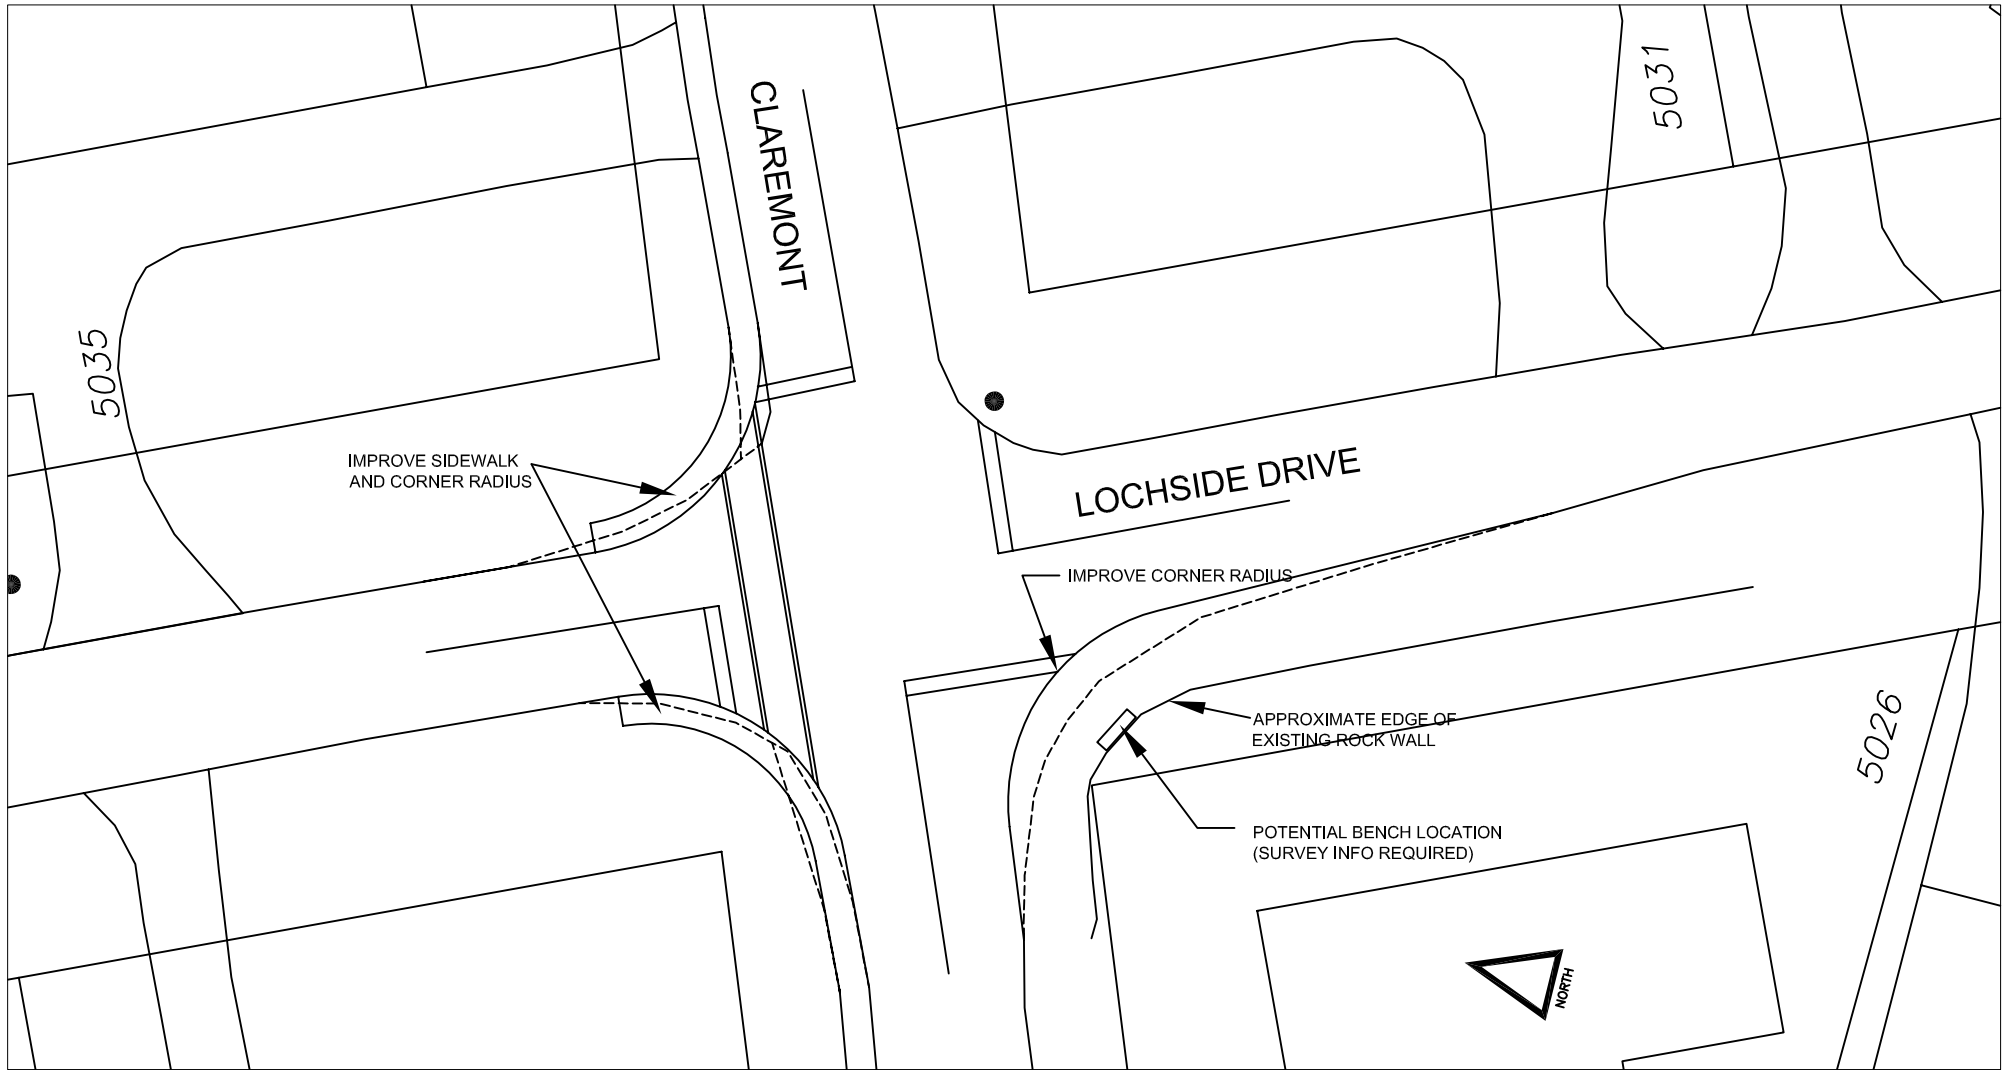 CLAREMONT
5031
5035
IMPROVE SIDEWALK
AND CORNER RADIUS
LOCHSIDE DRIVE
IMPROVE CORNER RADIUS
APPROXIMATE EDGE OF
EXISTING ROCK WALL
5026
POTENTIAL BENCH LOCATION
(SURVEY INFO REQUIRED)
NORTH